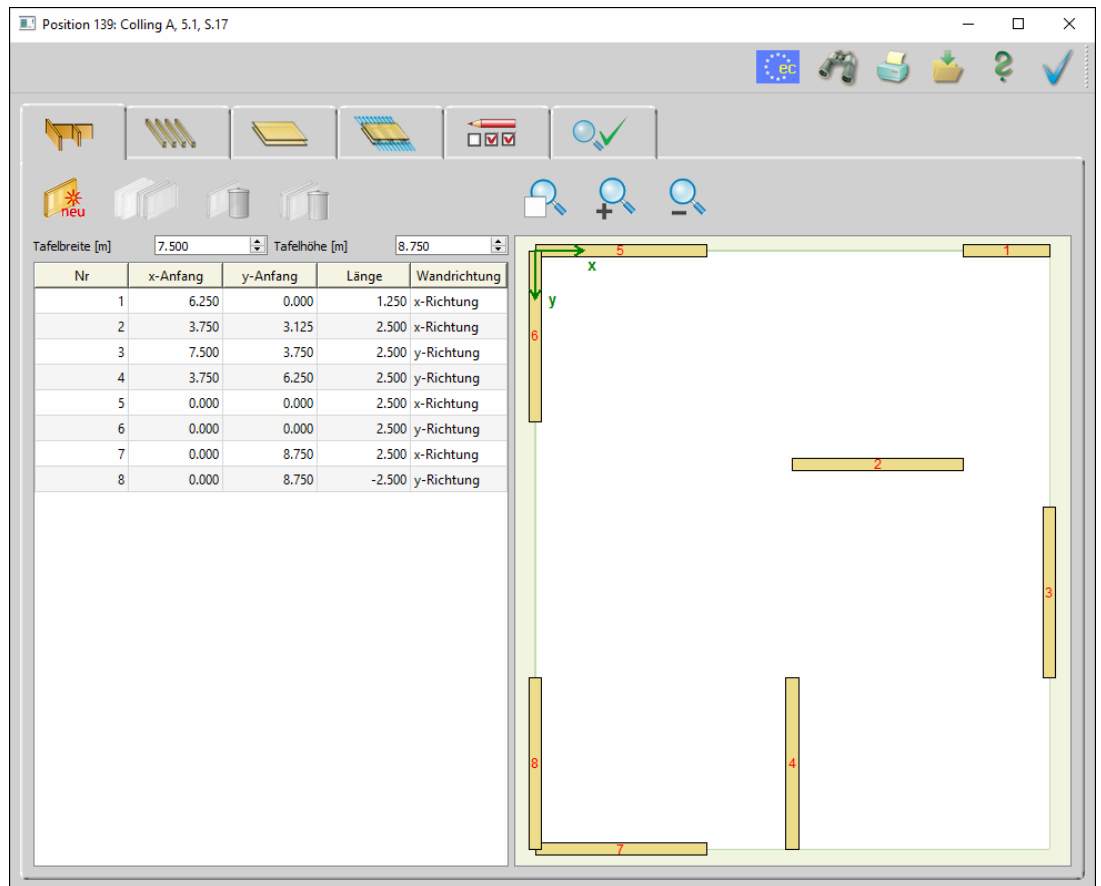 Position 139: Colling A, 5.1, S.17
ec
neu
Tafelbreite [m] 7.500 Tafelhöhe [m] 8.750
Nr x-Anfang y-Anfang Länge Wandrichtung
1 6.250 0.000 1.250 x-Richtung
2 3.750 3.125 2.500 x-Richtung
3 7.500 3.750 2.500 y-Richtung
4 3.750 6.250 2.500 y-Richtung
5 0.000 0.000 2.500 x-Richtung
6 0.000 0.000 2.500 y-Richtung
7 0.000 8.750 2.500 x-Richtung
8 0.000 8.750 -2.500 y-Richtung
5 1
x
y
6
2
3
8 4
7